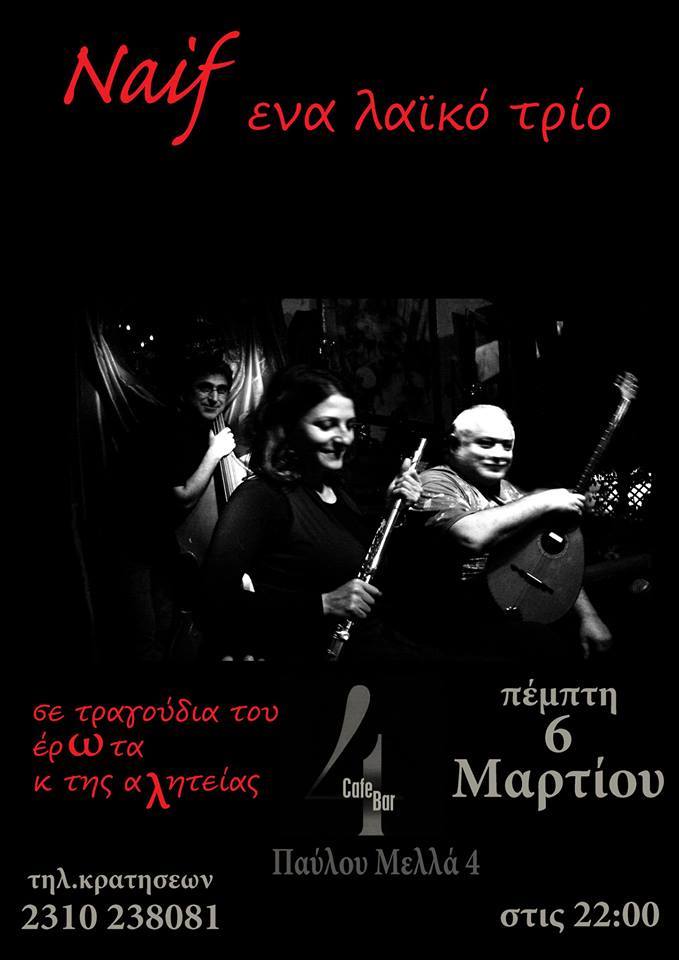 Naif ενα λαϊκό τρίο
σε τραγούδια του
έρωτα
κ της αλητείας
4
Cafe
Bar
Παύλου Μελλά 4
πέμπτη
6
Μαρτίου
τηλ.κρατησεων
2310 238081
στις 22:00